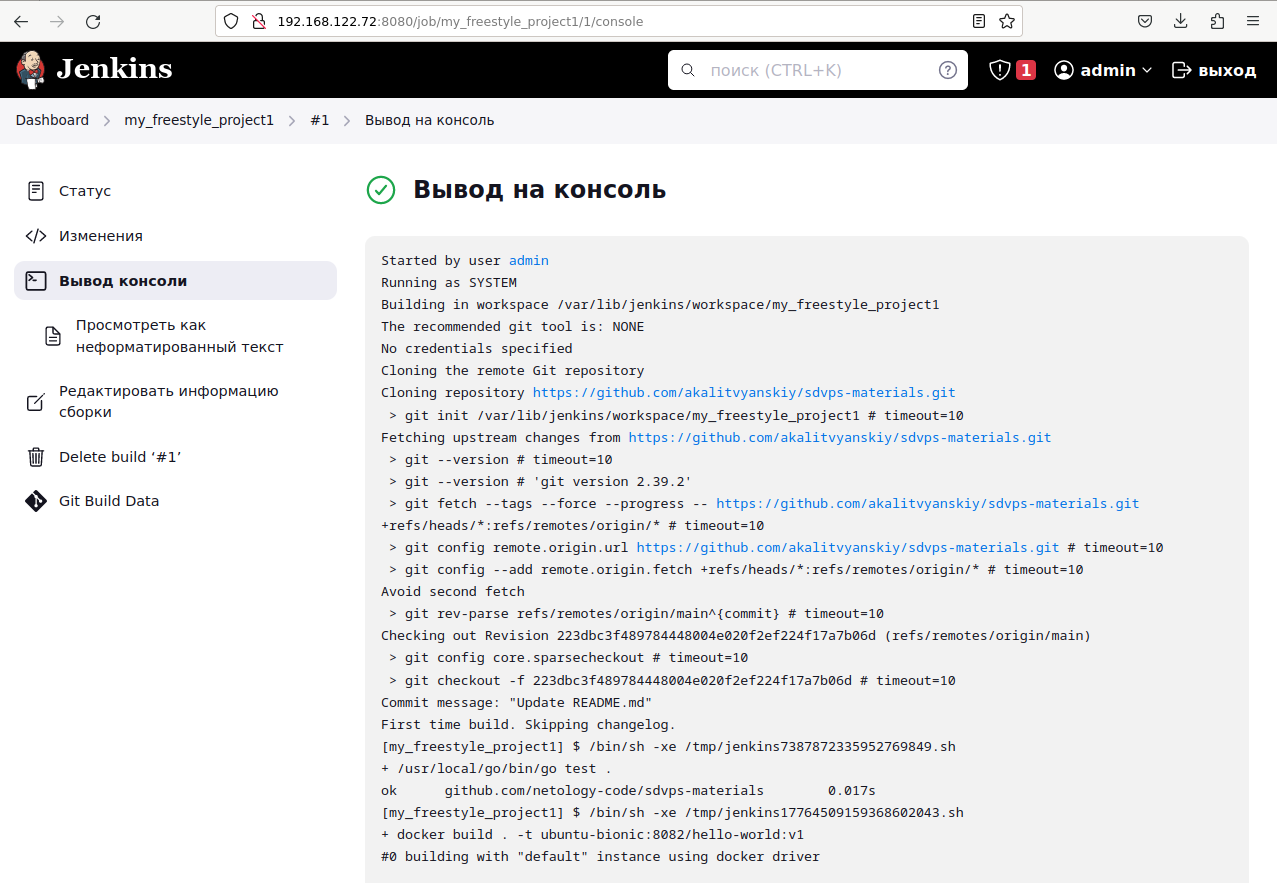 192.168.122.72:8080/job/my_freestyle_project1/1/console
Jenkins
поиск (CTRL+K)
1
admin
выход
Dashboard > my_freestyle_project1 > #1 > Вывод на консоль
Статус
Изменения
Вывод консоли
Просмотреть как
неформатированный текст
Редактировать информацию
сборки
Delete build ‘#1’
Git Build Data
Вывод на консоль
Started by user admin
Running as SYSTEM
Building in workspace /var/lib/jenkins/workspace/my_freestyle_project1
The recommended git tool is: NONE
No credentials specified
Cloning the remote Git repository
Cloning repository https://github.com/akalitvyanskiy/sdvps-materials.git
 > git init /var/lib/jenkins/workspace/my_freestyle_project1 # timeout=10
Fetching upstream changes from https://github.com/akalitvyanskiy/sdvps-materials.git
 > git --version # timeout=10
 > git --version # 'git version 2.39.2'
 > git fetch --tags --force --progress -- https://github.com/akalitvyanskiy/sdvps-materials.git
+refs/heads/*:refs/remotes/origin/* # timeout=10
 > git config remote.origin.url https://github.com/akalitvyanskiy/sdvps-materials.git # timeout=10
 > git config --add remote.origin.fetch +refs/heads/*:refs/remotes/origin/* # timeout=10
Avoid second fetch
 > git rev-parse refs/remotes/origin/main^{commit} # timeout=10
Checking out Revision 223dbc3f489784448004e020f2ef224f17a7b06d (refs/remotes/origin/main)
 > git config core.sparsecheckout # timeout=10
 > git checkout -f 223dbc3f489784448004e020f2ef224f17a7b06d # timeout=10
Commit message: "Update README.md"
First time build. Skipping changelog.
[my_freestyle_project1] $ /bin/sh -xe /tmp/jenkins7387872335952769849.sh
+ /usr/local/go/bin/go test .
ok      github.com/netology-code/sdvps-materials        0.017s
[my_freestyle_project1] $ /bin/sh -xe /tmp/jenkins17764509159368602043.sh
+ docker build . -t ubuntu-bionic:8082/hello-world:v1
#0 building with "default" instance using docker driver